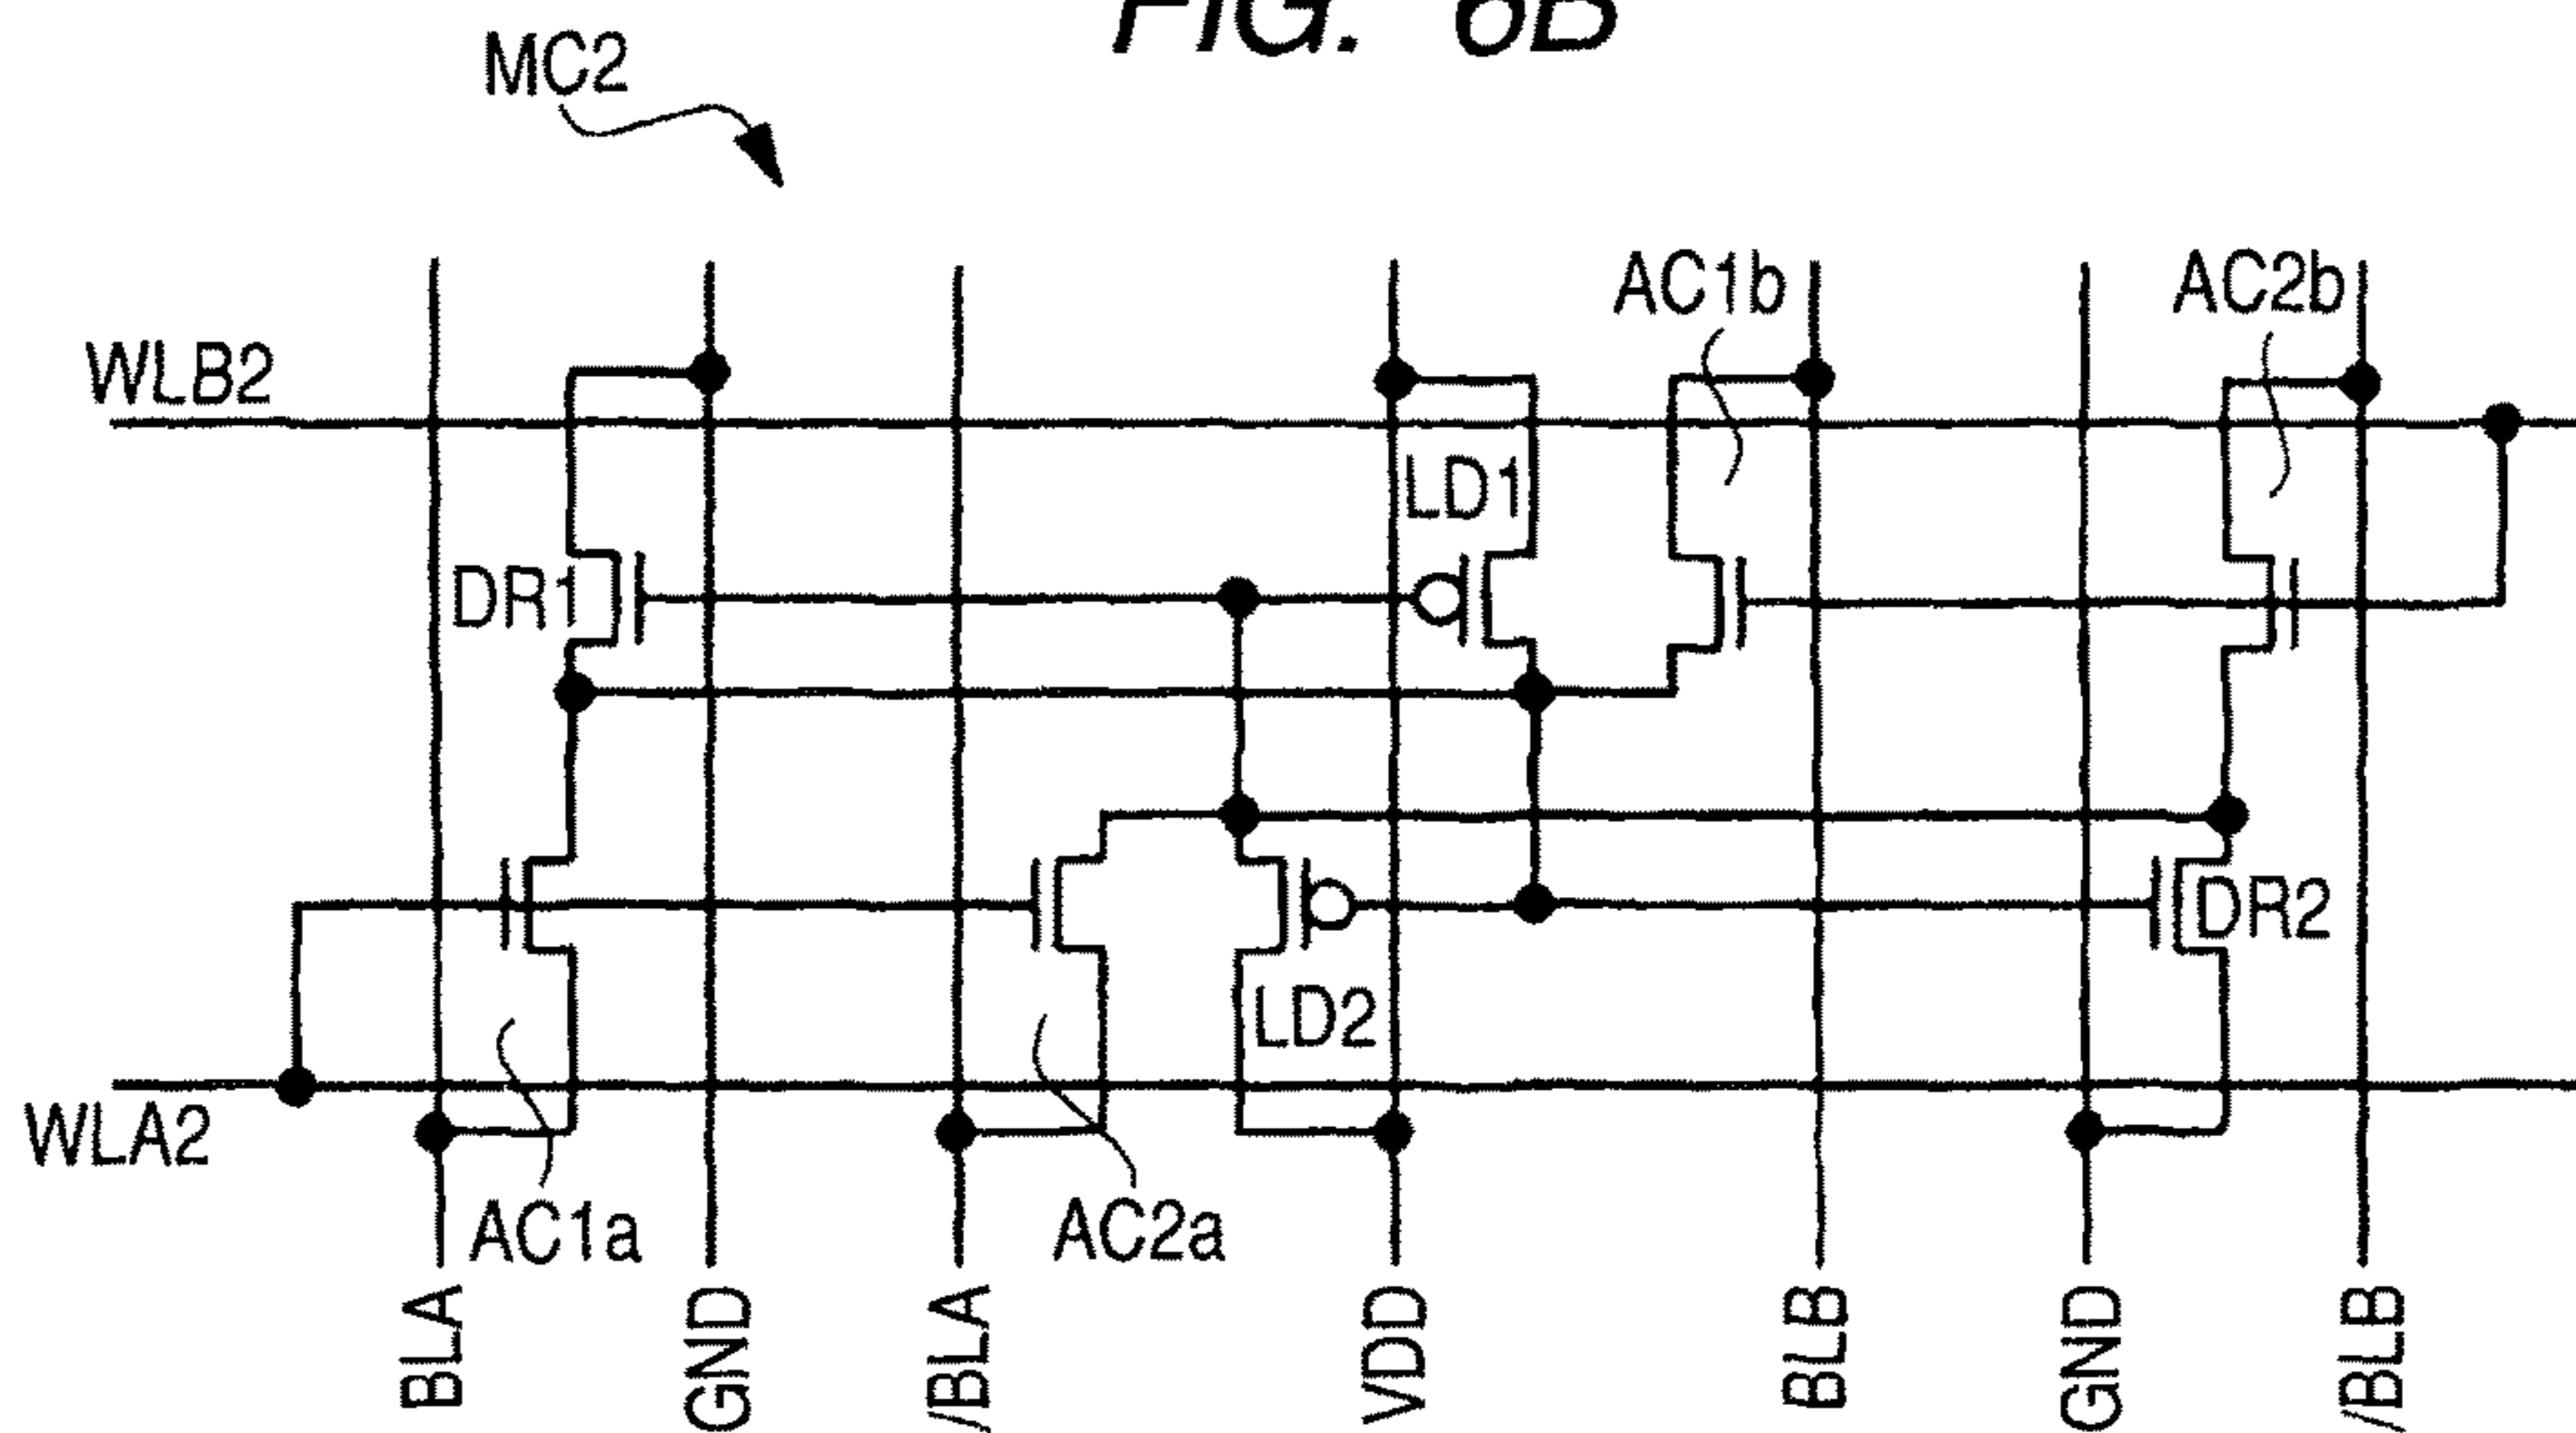 FIG. 6B
MC2
AC1b
AC2b
WLB2
LD1
DR1
DR2
LD2
WLA2
AC1a
AC2a
BLA
GND
/BLA
VDD
BLB
GND
/BLB